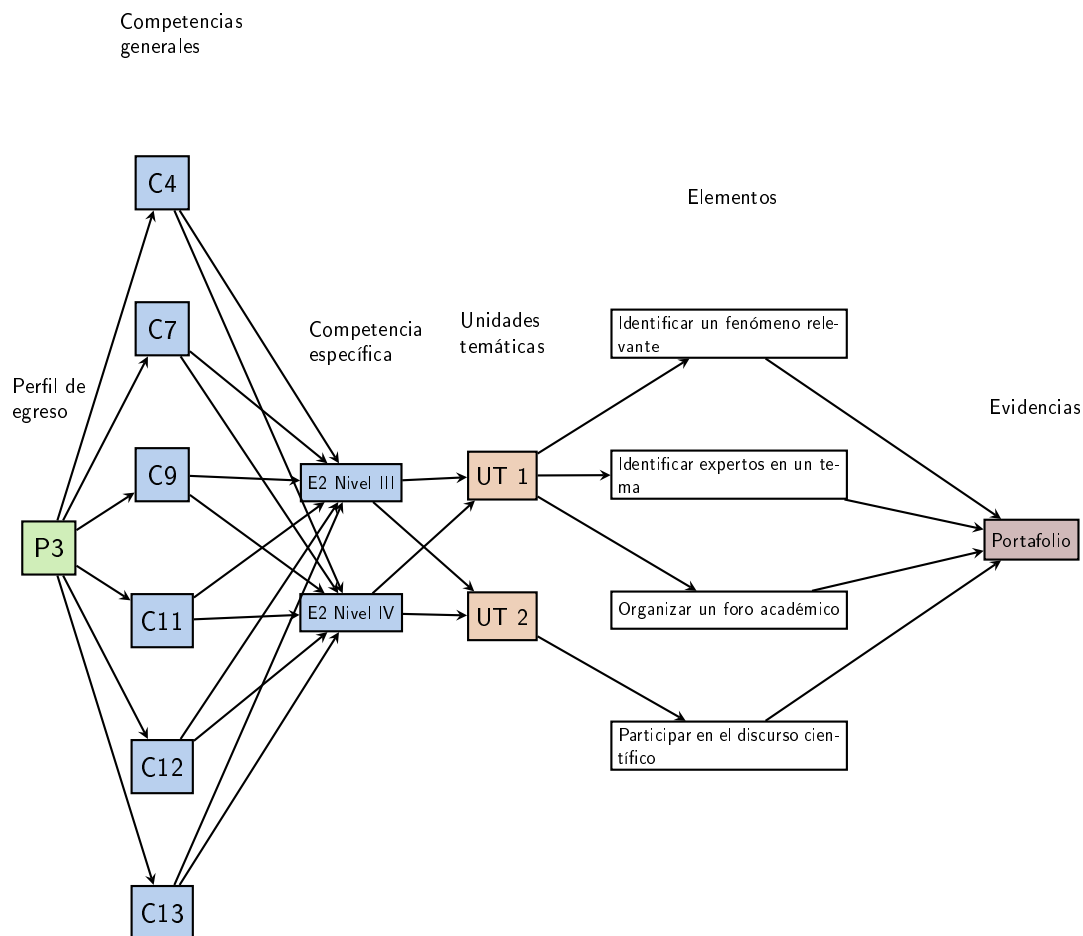 Competencias
generales
C4
Elementos
C7
Competencia
específica
Unidades
temáticas
Identificar un fenómeno rele-
vante
Perfil de
egreso
Evidencias
C9
E2 Nivel III
UT 1
Identificar expertos en un te-
ma
P3
Portafolio
C11
E2 Nivel IV
UT 2
Organizar un foro académico
C12
Participar en el discurso cien-
tífico
C13